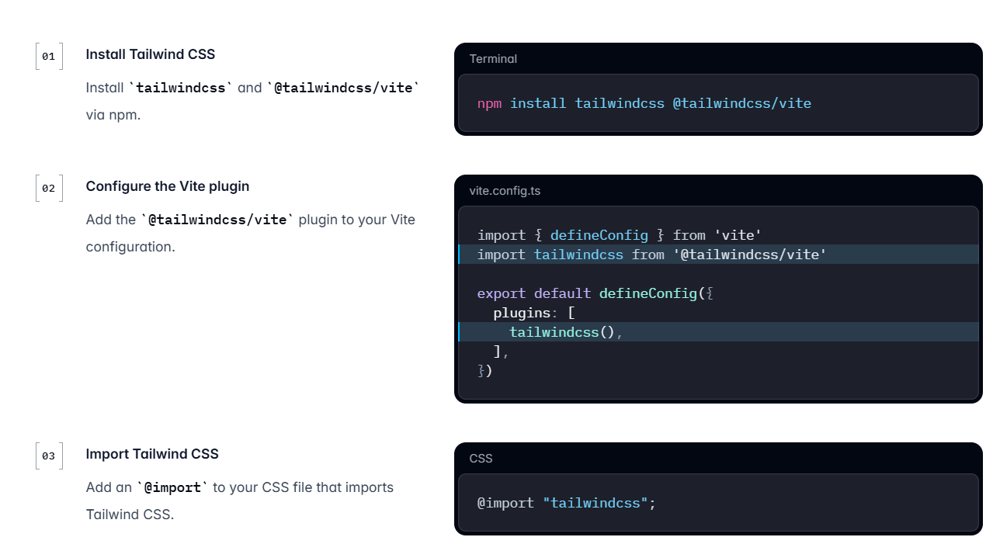 01
Install Tailwind CSS
Install `tailwindcss` and `@tailwindcss/vite`
via npm.
Terminal
npm install tailwindcss @tailwindcss/vite
02
Configure the Vite plugin
Add the `@tailwindcss/vite` plugin to your Vite
configuration.
vite.config.ts
import { defineConfig } from 'vite'
import tailwindcss from '@tailwindcss/vite'
export default defineConfig({
  plugins: [
    tailwindcss(),
  ],
})
03
Import Tailwind CSS
Add an `@import` to your CSS file that imports
Tailwind CSS.
CSS
@import "tailwindcss";